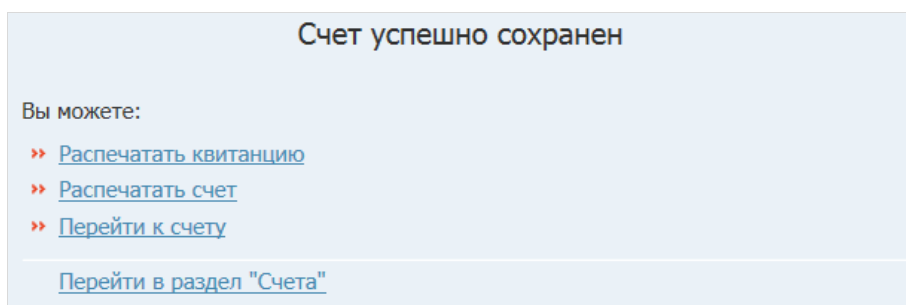 Счет успешно сохранен
Вы можете:
Распечатать квитанцию
Распечатать счет
Перейти к счету
Перейти в раздел "Счета"